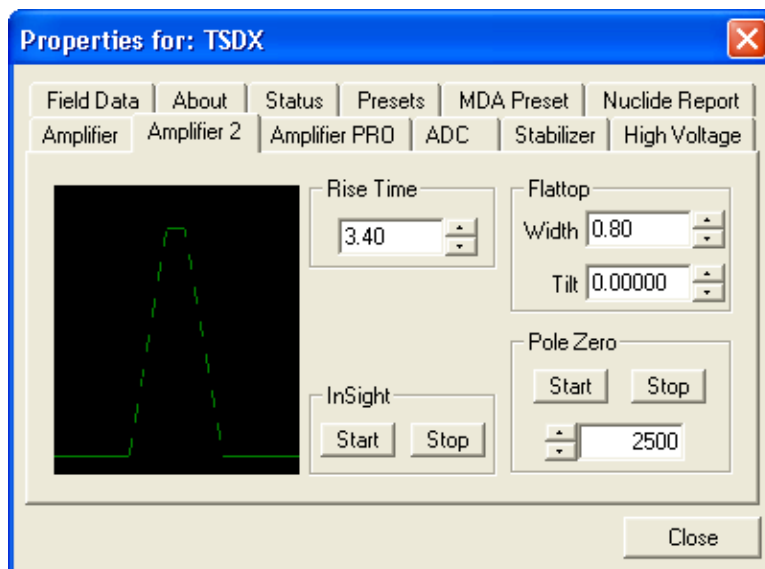 Properties for: TSDX
Field Data About Status Presets MDA Preset Nuclide Report
Amplifier Amplifier 2 Amplifier PRO ADC Stabilizer High Voltage
Rise Time
3.40
Flattop
Width 0.80
Tilt 0.00000
InSight
Start Stop
Pole Zero
Start Stop
2500
Close